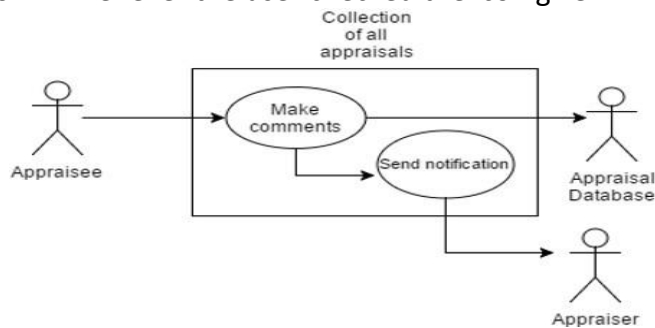 Collection
of all
appraisals
Make
comments
Send notification
Appraisee
Appraisal
Database
Appraiser